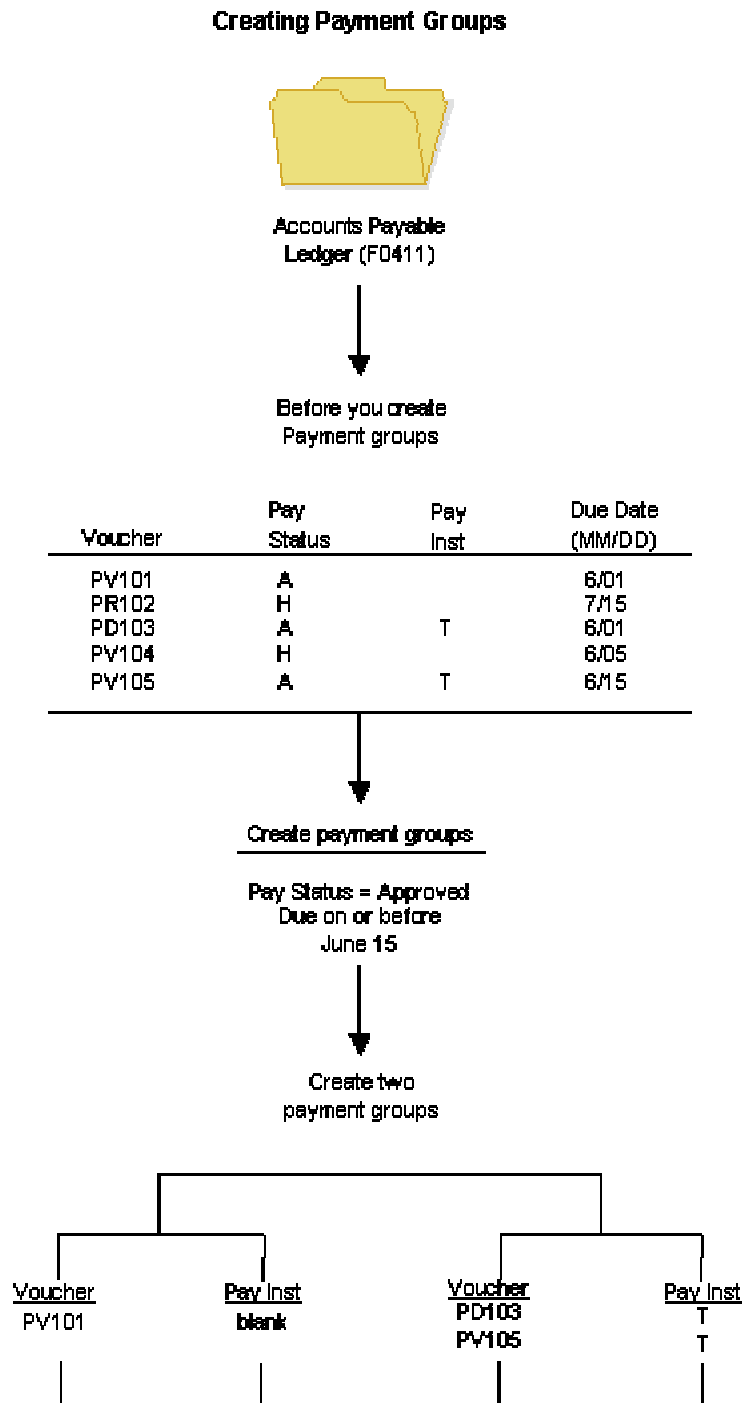 Creating Payment Groups
Accounts Payable
Ledger (F0411)
Before you create
Payment groups
Pay Pay Due Date
Voucher Status Inst (MM/DD)
PV101 A 6/01
PR102 H 7/15
PD103 A T 6/01
PV104 H 6/05
PV105 A T 6/15
Create payment groups
Pay Status = Approved
Due on or before
June 15
Create two
payment groups
Voucher Pay Inst Voucher Pay Inst
PV101 blank PD103 T
PV105 T